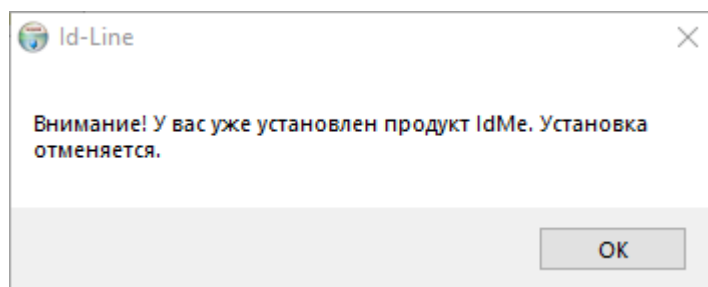 Id-Line
Внимание! У вас уже установлен продукт IdMe. Установка
отменяется.
OK